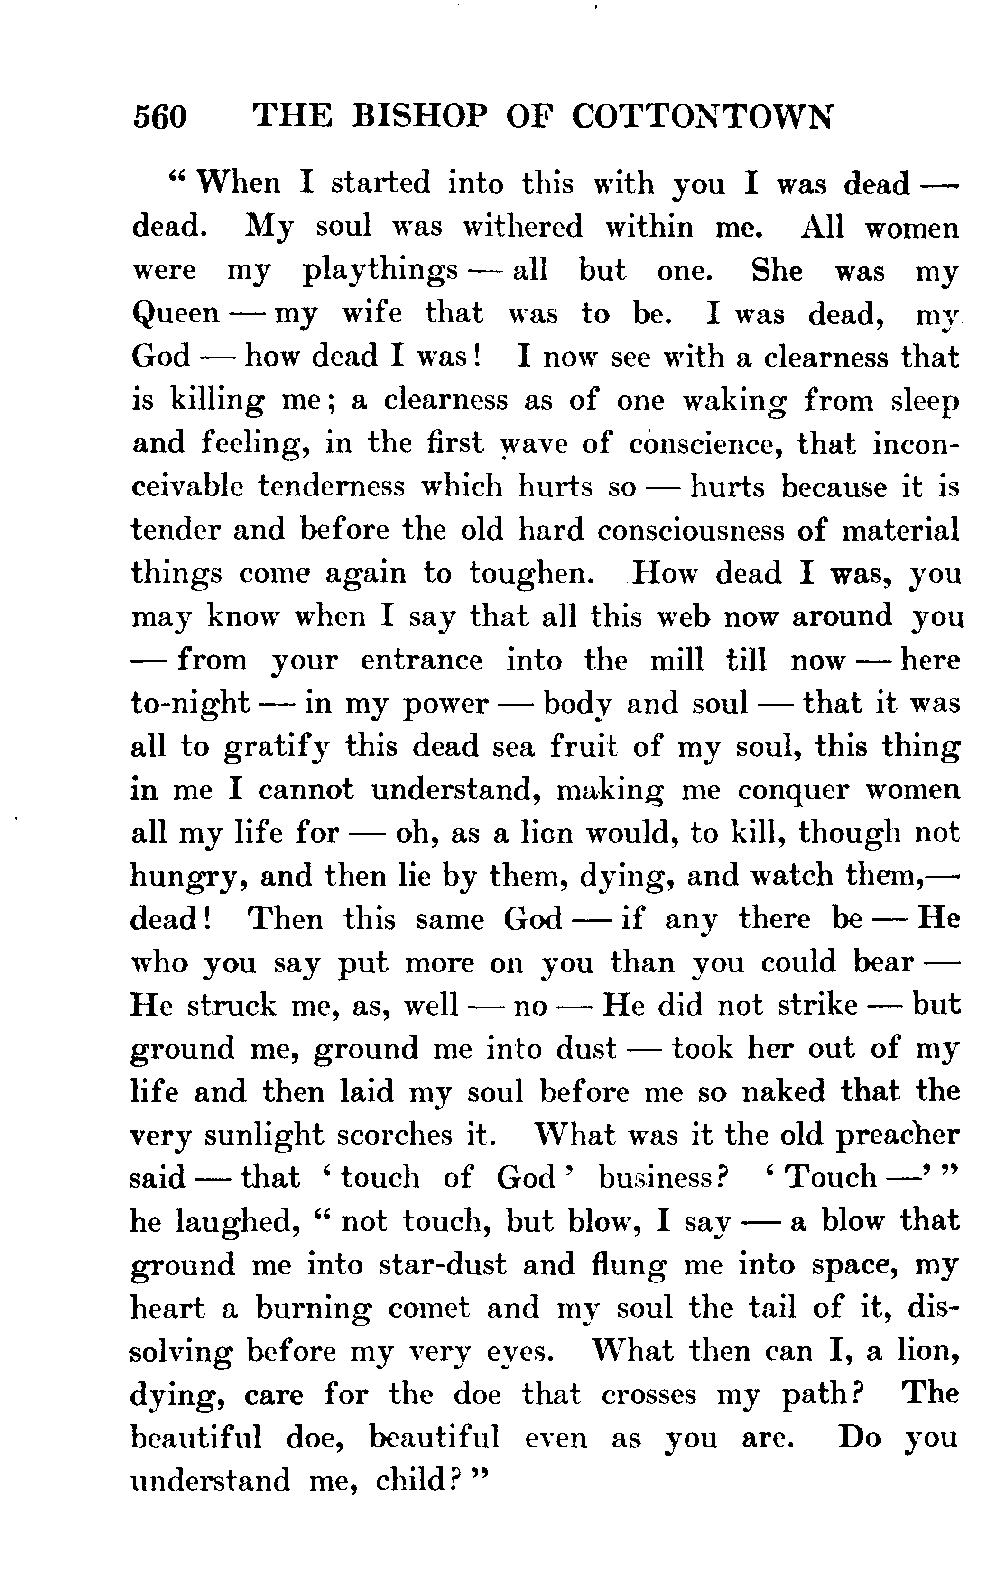 560 THE BISHOP OF COTTONTOWN
“ When I started into this with you I was dead —
dead. My soul was withered within me. All women
were my playthings — all but one. She was my
Queen — my wife that was to be. I was dead, my
God — how dead I was! I now see with a clearness that
is killing me; a clearness as of one waking from sleep
and feeling, in the first wave of conscience, that incon-
ceivable tenderness which hurts so — hurts because it is
tender and before the old hard consciousness of material
things come again to toughen. How dead I was, you
may know when I say that all this web now around you
— from your entrance into the mill till now — here
to-night — in my power — body and soul — that it was
all to gratify this dead sea fruit of my soul, this thing
in me I cannot understand, making me conquer women
all my life for — oh, as a lion would, to kill, though not
hungry, and then lie by them, dying, and watch them,—
dead! Then this same God — if any there be — He
who you say put more on you than you could bear —
He struck me, as, well — no — He did not strike — but
ground me, ground me into dust — took her out of my
life and then laid my soul before me so naked that the
very sunlight scorches it. What was it the old preacher
said — that ‘ touch of God ’ business? ‘ Touch —’ ”
he laughed, “ not touch, but blow, I say — a blow that
ground me into star-dust and flung me into space, my
heart a burning comet and my soul the tail of it, dis-
solving before my very eyes. What then can I, a lion,
dying, care for the doe that crosses my path? The
beautiful doe, beautiful even as you are. Do you
understand me, child? ”